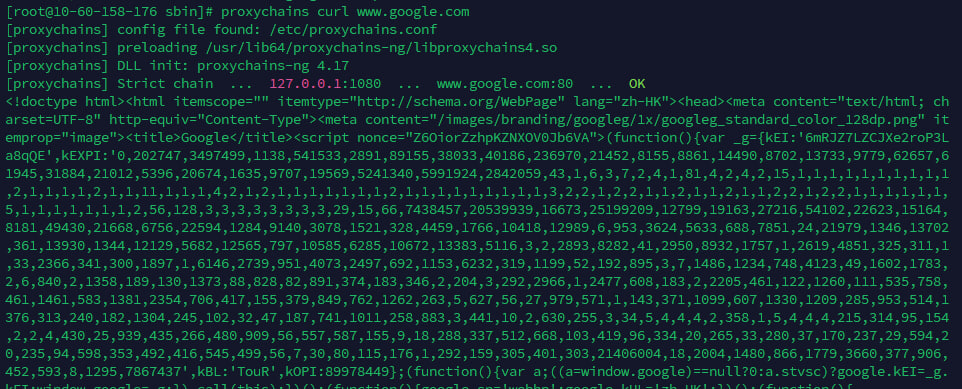 [root@10-60-158-176 sbin]# proxychains curl www.google.com
[proxychains] config file found: /etc/proxychains.conf
[proxychains] preloading /usr/lib64/proxychains-ng/libproxychains4.so
[proxychains] DLL init: proxychains-ng 4.17
[proxychains] Strict chain  ...  127.0.0.1:1080  ...  www.google.com:80  ...  OK
<!doctype html><html itemscope="" itemtype="http://schema.org/WebPage" lang="zh-HK"><head><meta content="text/html; ch
arset=UTF-8" http-equiv="Content-Type"><meta content="/images/branding/googleg/1x/googleg_standard_color_128dp.png" it
emprop="image"><title>Google</title><script nonce="Z6OiorZzhpKZNXOV0Jb6VA">(function(){var _g={kEI:'6mRJZ7LZCJXe2roP3L
a8qQE',kEXPI:'0,202747,3497499,1138,541533,2891,89155,38033,40186,236970,21452,8155,8861,14490,8702,13733,9779,62657,6
1945,31884,21012,5396,20674,1635,9707,19569,5241340,5991924,2842059,43,1,6,3,7,2,4,1,81,4,2,4,2,15,1,1,1,1,1,1,1,1,1,1
,2,1,1,1,1,2,1,1,11,1,1,1,4,2,1,2,1,1,1,1,1,1,1,2,1,1,1,1,1,1,1,1,1,1,1,3,2,2,1,2,2,1,1,2,1,2,1,1,1,2,2,1,2,1,1,1,1,1,
5,1,1,1,1,1,1,2,56,128,3,3,3,3,3,3,3,3,29,15,66,7438457,20539939,16673,25199209,12799,19163,27216,54102,22623,15164,
8181,49430,21668,6756,22594,1284,9140,3078,1521,328,4459,1766,10418,12989,6,953,3624,5633,688,7851,24,21979,1346,13702
,361,13930,1344,12129,5682,12565,797,10585,6285,10672,13383,5116,3,2,2893,8282,41,2950,8932,1757,1,2619,4851,325,311,1
,33,2366,341,300,1897,1,6146,2739,951,4073,2497,692,1153,6232,319,1199,52,192,895,3,7,1486,1234,748,4123,49,1602,1783,
2,6,840,2,1358,189,130,1373,88,828,82,891,374,183,346,2,204,3,292,2966,1,2477,608,183,2,2205,461,122,1260,111,535,758,
461,1461,583,1381,2354,706,417,155,379,849,762,1262,263,5,627,56,27,979,571,1,143,371,1099,607,1330,1209,285,953,514,1
376,313,240,182,1304,245,102,32,47,187,741,1011,258,883,3,441,10,2,630,255,3,34,5,4,4,4,2,358,1,5,4,4,4,215,314,95,154
,2,2,4,430,25,939,435,266,480,909,56,557,587,155,9,18,288,337,512,668,103,419,96,334,20,265,33,280,37,170,237,29,594,2
0,235,94,598,353,492,416,545,499,56,7,30,80,115,176,1,292,159,305,401,303,21406004,18,2004,1480,866,1779,3660,377,906,
452,593,8,1295,7867437',kBL:'TouR',kOPI:89978449};(function(){var a;((a=window.google)==null?0:a.stvsc)?google.kEI=_g.